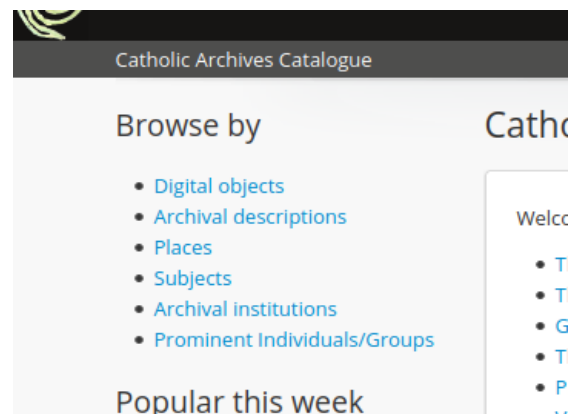 Catholic Archives Catalogue
Browse by
Digital objects
Archival descriptions
Places
Subjects
Archival institutions
Prominent Individuals/Groups
Popular this week